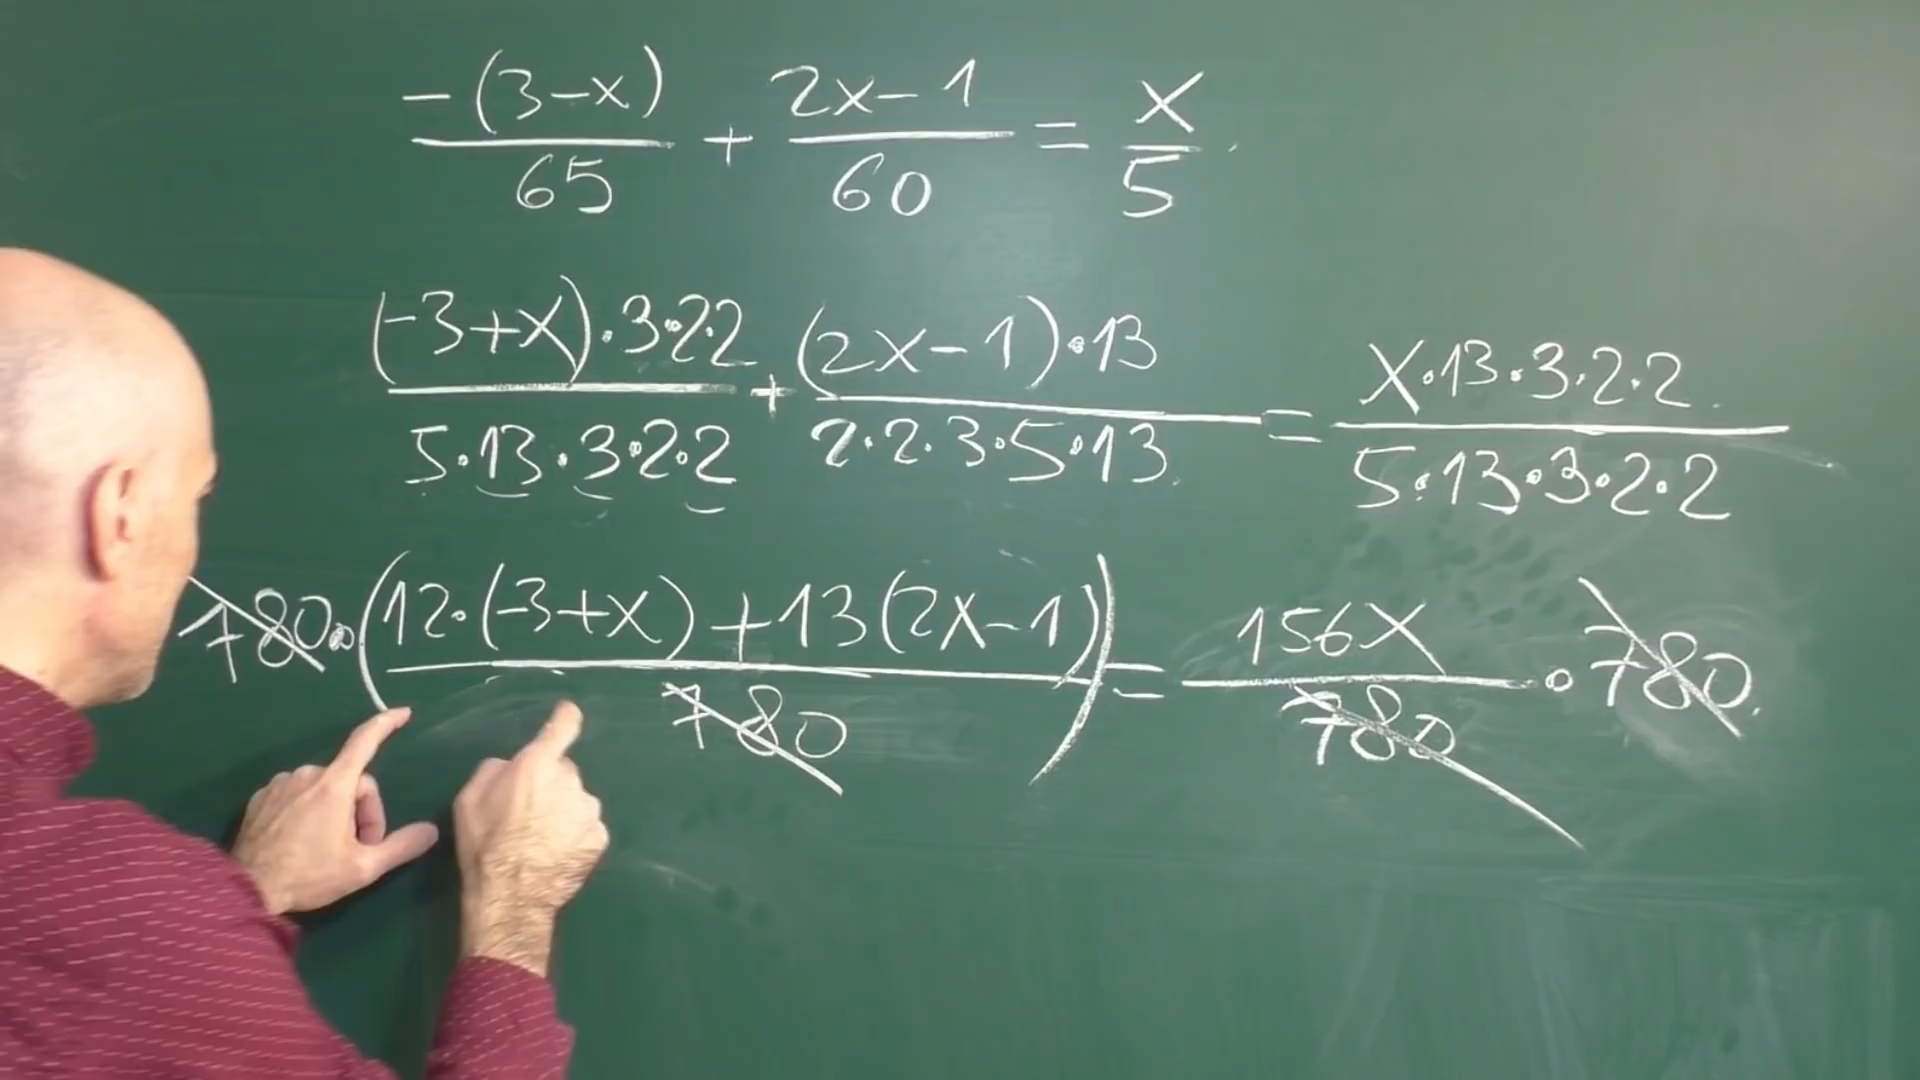 -(3-x)/65 + (2x-1)/60 = x/5
(-3+x)·3·2·2/5·13·3·2·2 + (2x-1)·13/2·2·3·5·13 = x·13·3·2·2/5·13·3·2·2
780·(12·(-3+x)+13(2x-1)/780) = 156x/780 · 780